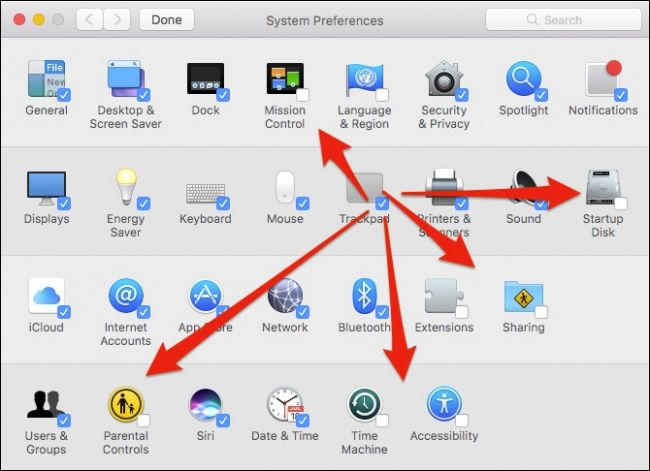 Done
System Preferences
Search
File
New
General
Desktop &
Screen Saver
Dock
Mission
Control
Language
& Region
Security
& Privacy
Spotlight
Notifications
Displays
Energy
Saver
Keyboard
Mouse
Trackpad
Printers &
Scanners
Sound
Startup
Disk
iCloud
Internet
Accounts
App Store
Network
Bluetooth
Extensions
Sharing
Users &
Groups
Parental
Controls
Siri
JUL
Date & Time
Time
Machine
Accessibility